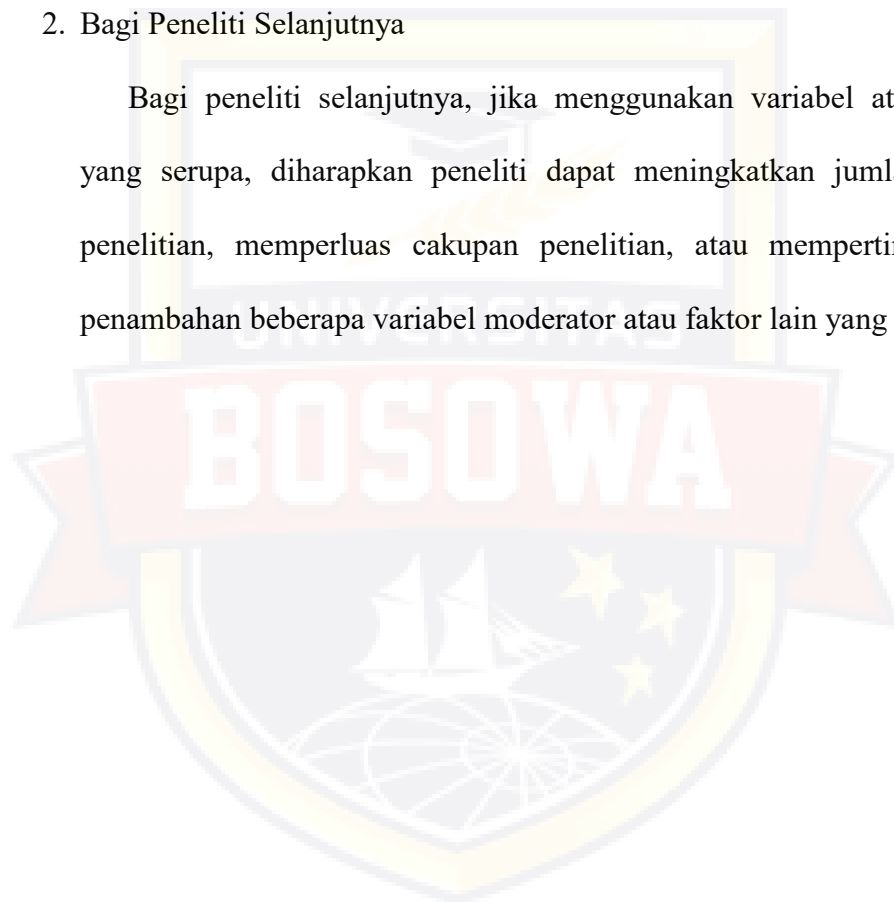 2. Bagi Peneliti Selanjutnya
Bagi peneliti selanjutnya, jika menggunakan variabel at
yang serupa, diharapkan peneliti dapat meningkatkan juml
penelitian, memperluas cakupan penelitian, atau memperti
penambahan beberapa variabel moderator atau faktor lain yang
UNIVERSITAS
BOSOWA